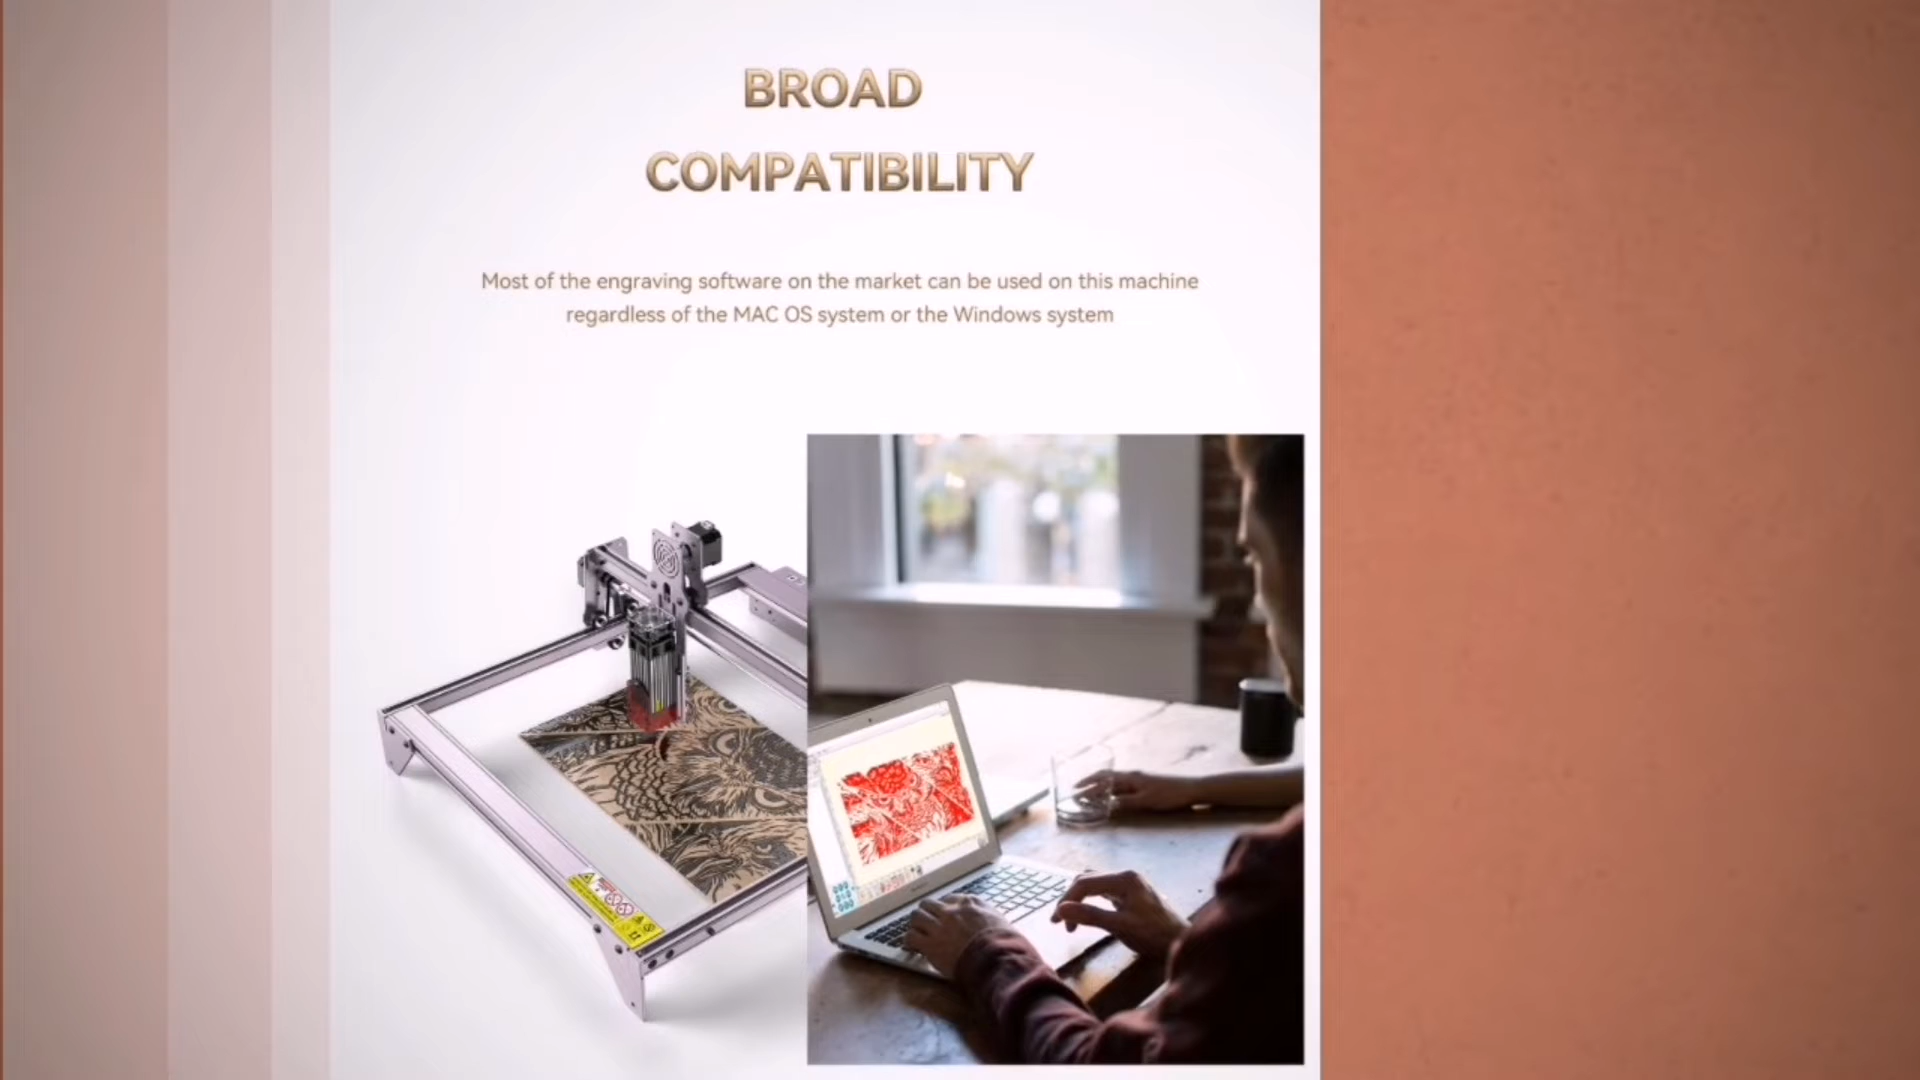 BROAD
COMPATIBILITY
Most of the engraving software on the market can be used on this machine
regardless of the MAC OS system or the Windows system